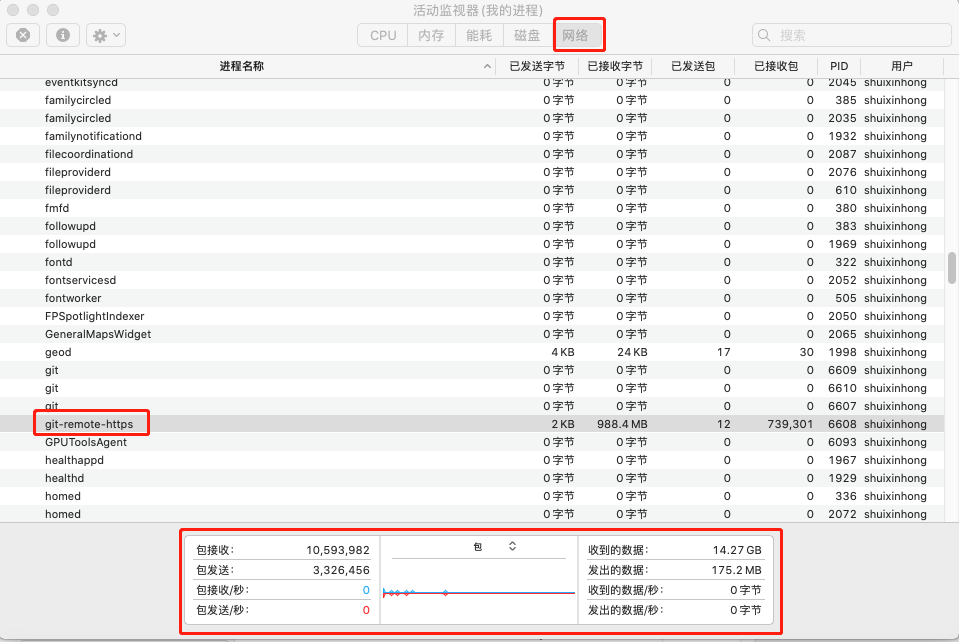 活动监视器 (我的进程)
CPU 内存 能耗 磁盘 网络 搜索
进程名称 已发送字节 已接收字节 已发送包 已接收包 PID 用户
eventkitsyncd 0 字节 0 字节 0 0 2045 shuixinhong
familycircled 0 字节 0 字节 0 0 385 shuixinhong
familycircled 0 字节 0 字节 0 0 2035 shuixinhong
familynotificationd 0 字节 0 字节 0 0 1932 shuixinhong
filecoordinationd 0 字节 0 字节 0 0 2087 shuixinhong
fileproviderd 0 字节 0 字节 0 0 2076 shuixinhong
fileproviderd 0 字节 0 字节 0 0 610 shuixinhong
fmfd 0 字节 0 字节 0 0 380 shuixinhong
followupd 0 字节 0 字节 0 0 383 shuixinhong
followupd 0 字节 0 字节 0 0 1969 shuixinhong
fontd 0 字节 0 字节 0 0 322 shuixinhong
fontservicesd 0 字节 0 字节 0 0 2052 shuixinhong
fontworker 0 字节 0 字节 0 0 505 shuixinhong
FPSpotlightIndexer 0 字节 0 字节 0 0 2050 shuixinhong
GeneralMapsWidget 0 字节 0 字节 0 0 2065 shuixinhong
geod 4 KB 24 KB 17 30 1998 shuixinhong
git 0 字节 0 字节 0 0 6609 shuixinhong
git 0 字节 0 字节 0 0 6610 shuixinhong
git 0 字节 0 字节 0 0 6607 shuixinhong
git-remote-https 2 KB 988.4 MB 12 739,301 6608 shuixinhong
GPUToolsAgent 0 字节 0 字节 0 0 6093 shuixinhong
healthappd 0 字节 0 字节 0 0 1967 shuixinhong
healthd 0 字节 0 字节 0 0 1929 shuixinhong
homed 0 字节 0 字节 0 0 336 shuixinhong
homed 0 字节 0 字节 0 0 2072 shuixinhong
包接收： 10,593,982 包 收到的数据： 14.27 GB
包发送： 3,326,456 发出的数据： 175.2 MB
包接收/秒： 0 收到的数据/秒： 0 字节
包发送/秒： 0 发出的数据/秒： 0 字节